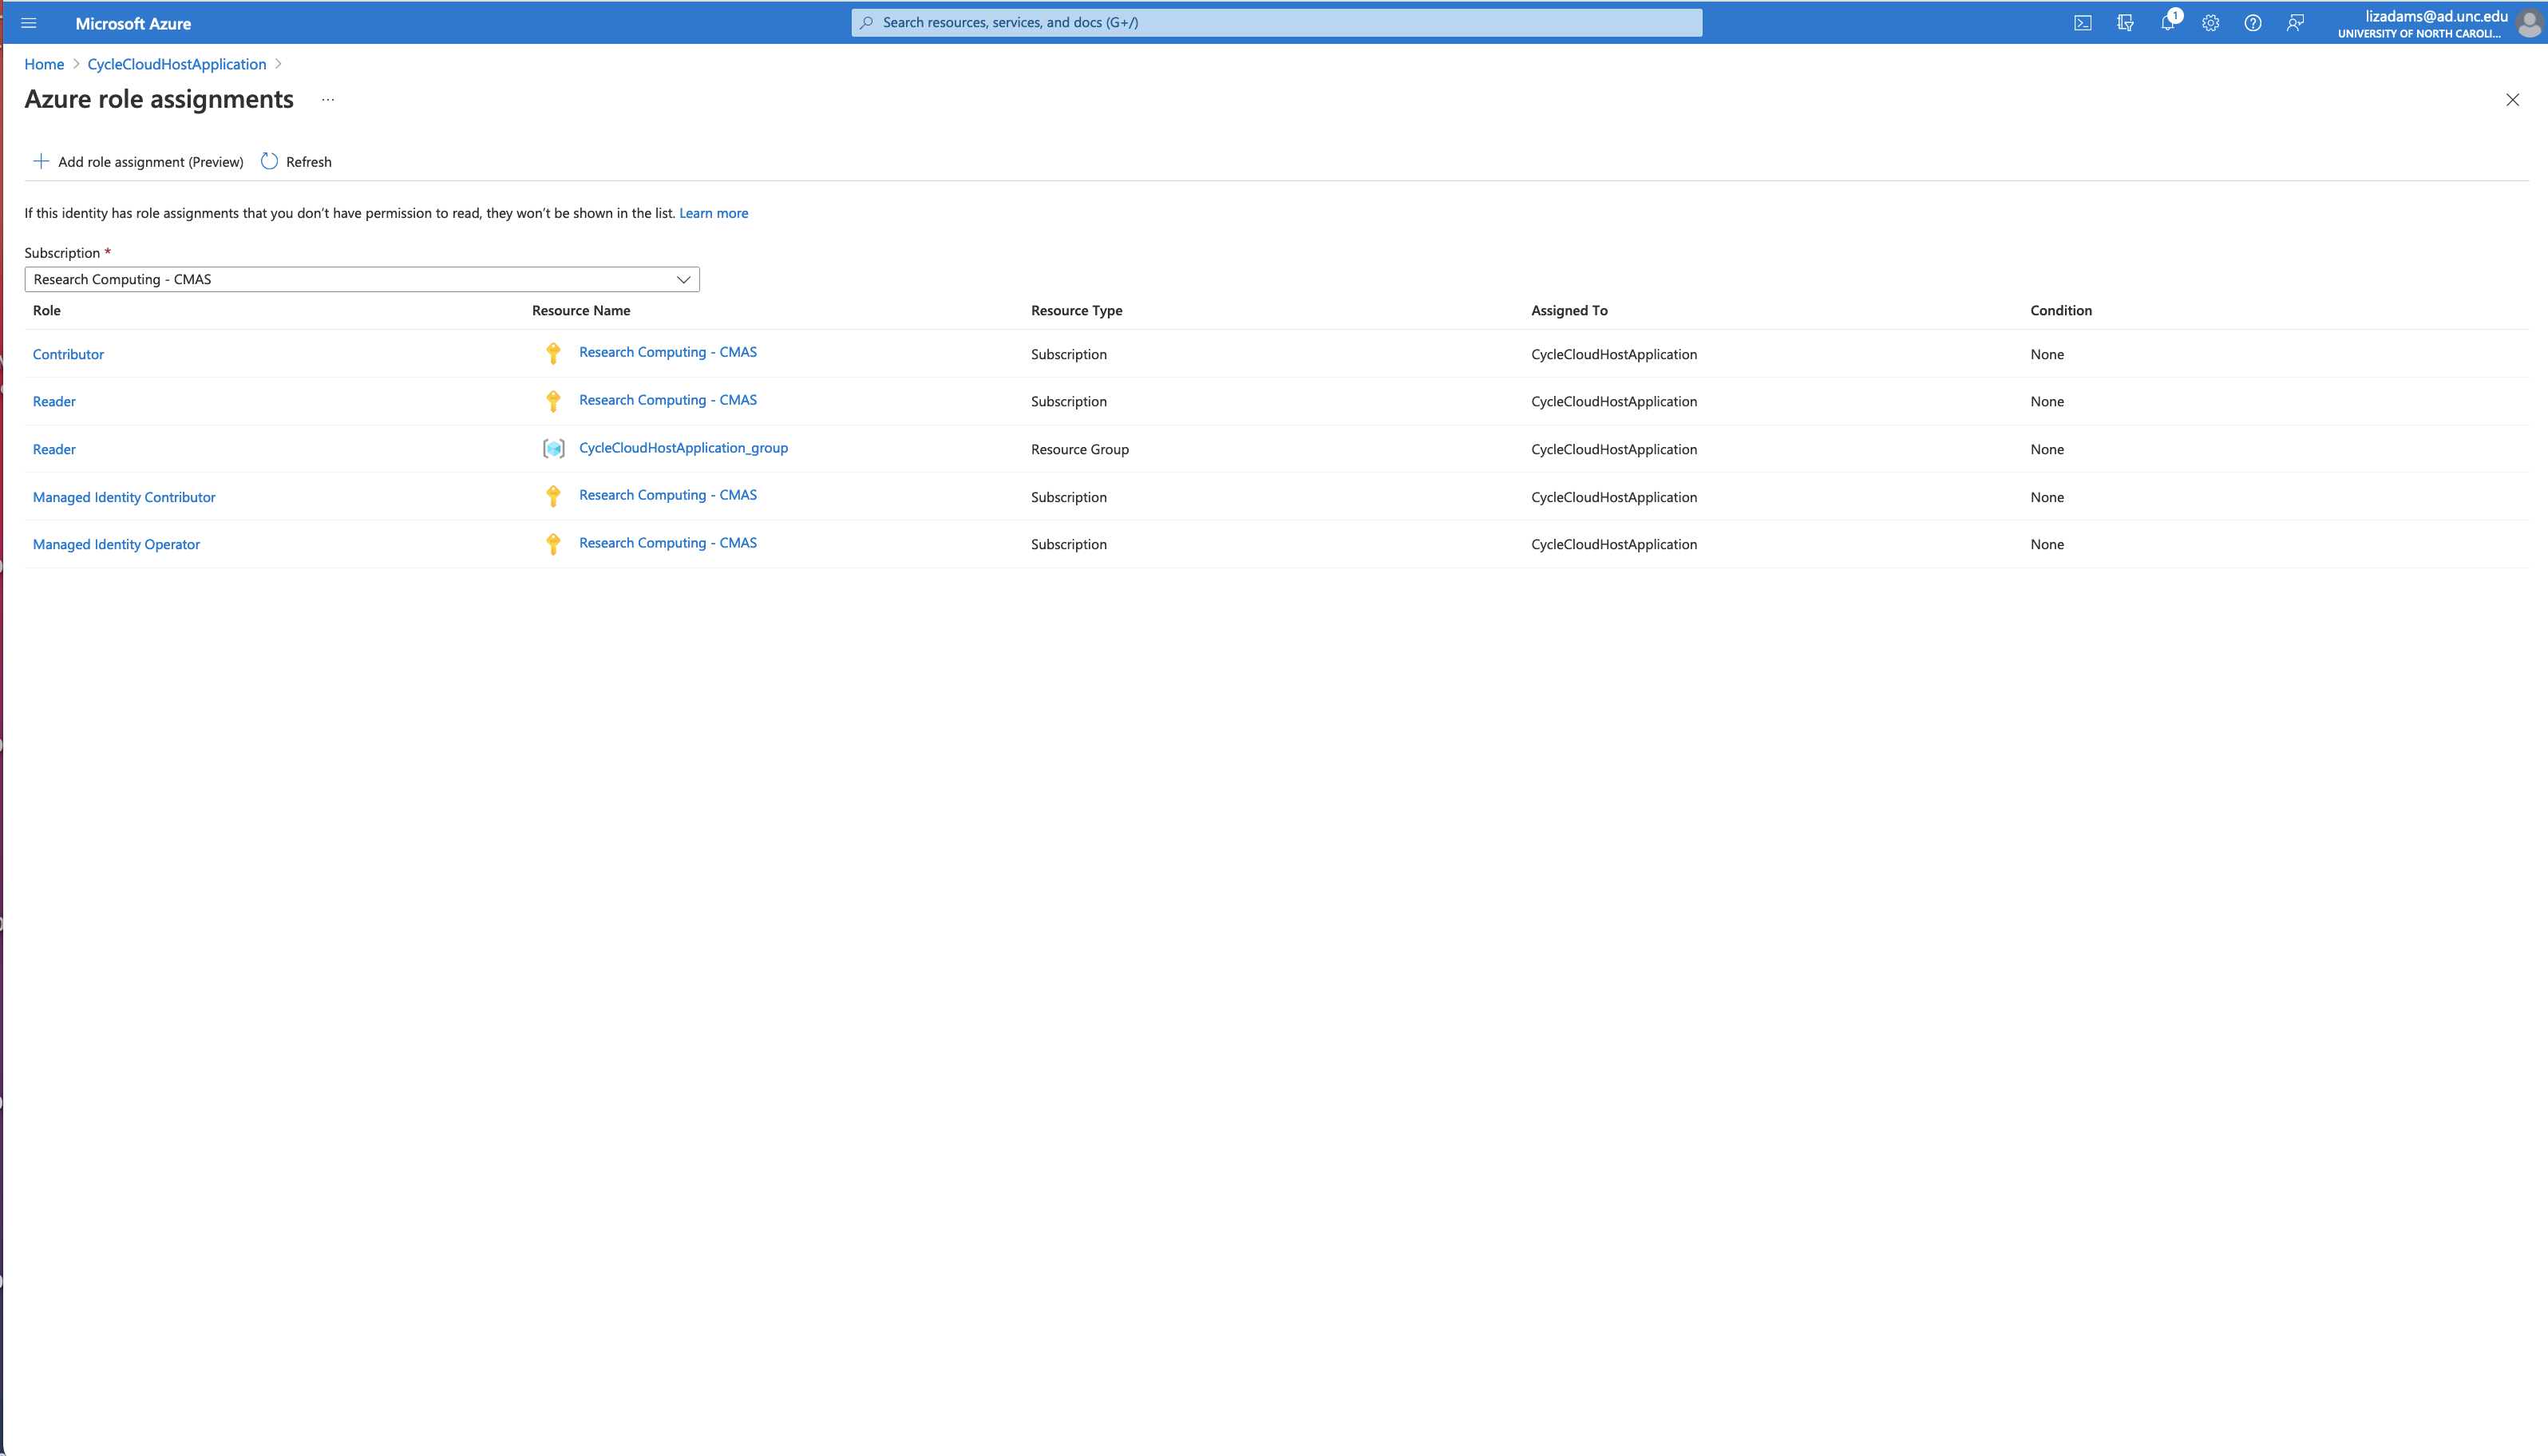 Microsoft Azure
Search resources, services, and docs (G+/)
1
lizadams@ad.unc.edu
UNIVERSITY OF NORTH CAROLI...
Home > CycleCloudHostApplication >
Azure role assignments ...
Add role assignment (Preview) Refresh
If this identity has role assignments that you don't have permission to read, they won't be shown in the list. Learn more
Subscription *
Research Computing - CMAS
Role Resource Name Resource Type Assigned To Condition
Contributor Research Computing - CMAS Subscription CycleCloudHostApplication None
Reader Research Computing - CMAS Subscription CycleCloudHostApplication None
Reader CycleCloudHostApplication_group Resource Group CycleCloudHostApplication None
Managed Identity Contributor Research Computing - CMAS Subscription CycleCloudHostApplication None
Managed Identity Operator Research Computing - CMAS Subscription CycleCloudHostApplication None